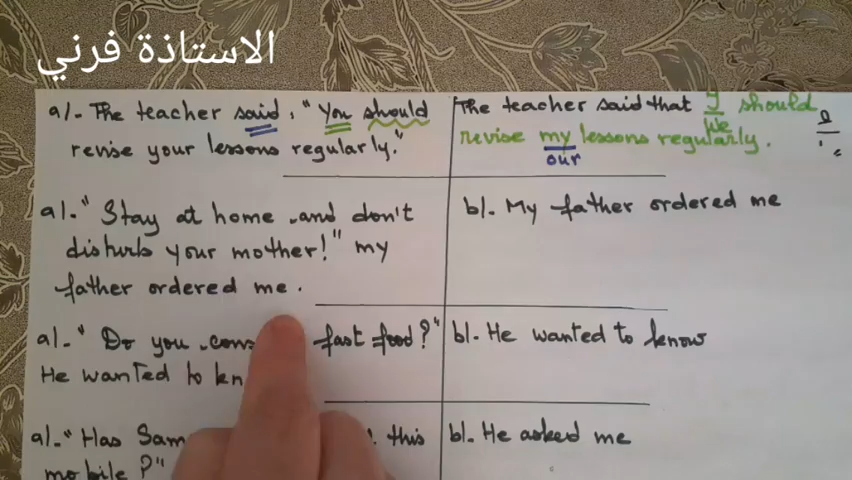 الاستاذة فرني
a/- The teacher said: "You should
revise your lessons regularly."
The teacher said that I should
we
revise my lessons regularly.
our
a/- "Stay at home and don't
disturb your mother!" my
father ordered me.
b/- My father ordered me
a/- "Do you fast food?"
He wanted to
b/- He wanted to know
a/- "Has this
mobile?"
b/- He asked me